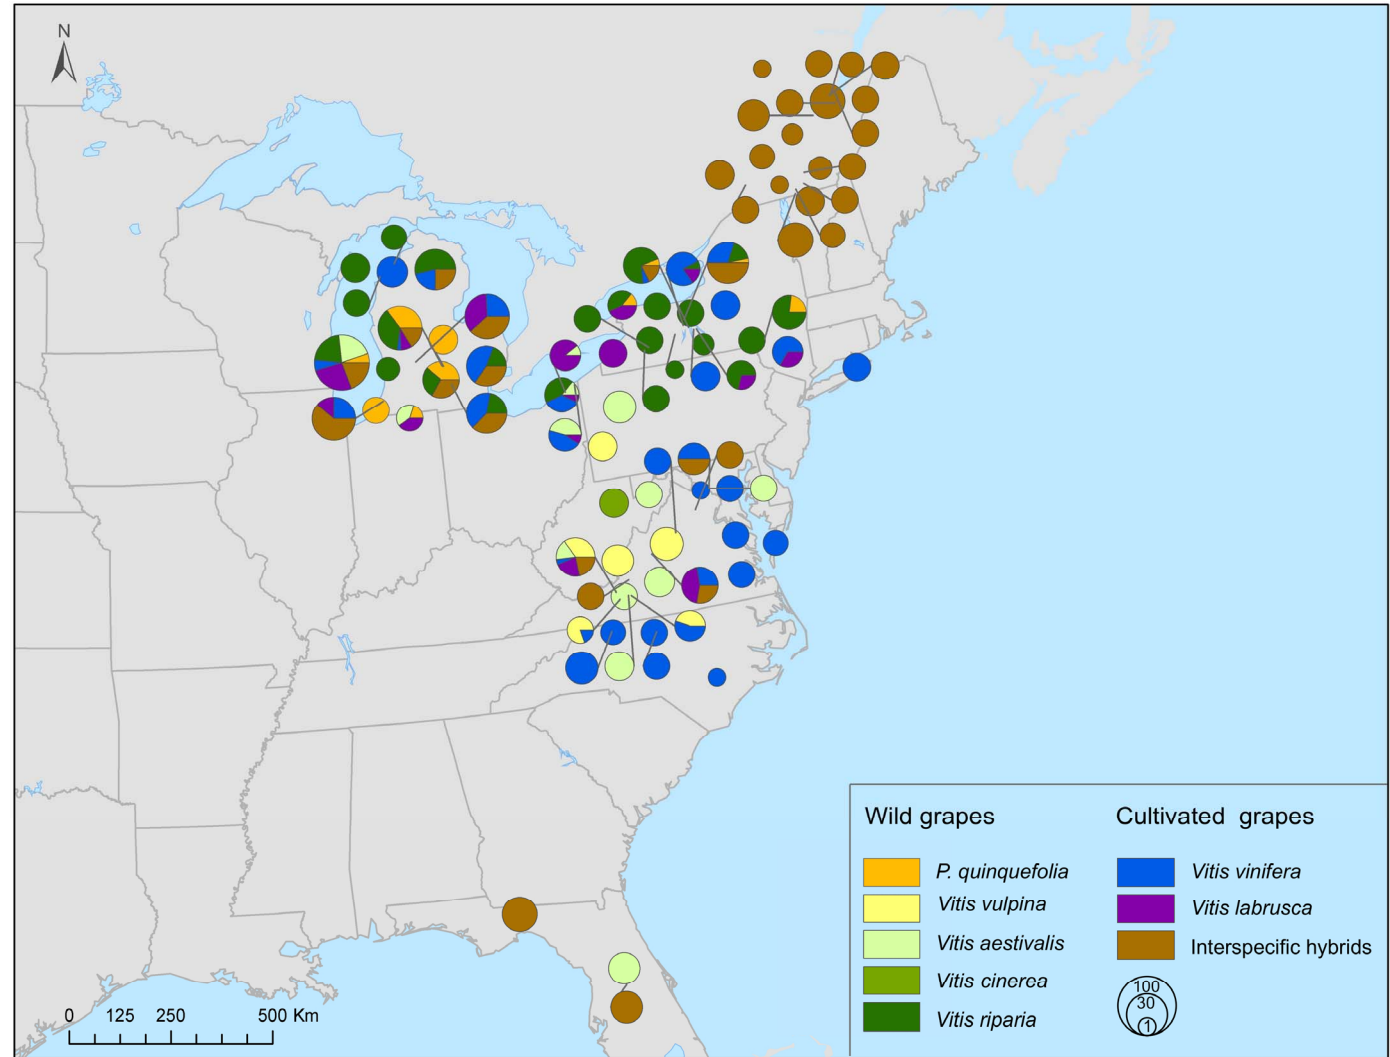 N
Wild grapes
Cultivated grapes
P. quinquefolia
Vitis vinifera
Vitis vulpina
Vitis labrusca
Vitis aestivalis
Interspecific hybrids
Vitis cinerea
Vitis riparia
100
30
1
0 125 250 500 Km